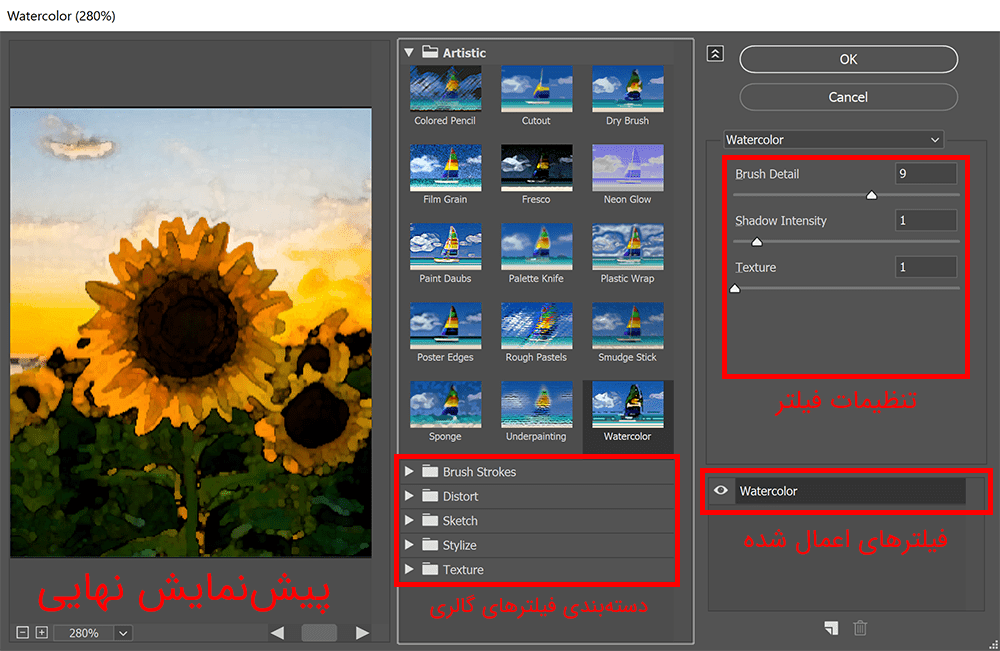 Watercolor (280%)
Artistic
Colored Pencil
Cutout
Dry Brush
Film Grain
Fresco
Neon Glow
Paint Daubs
Palette Knife
Plastic Wrap
Poster Edges
Rough Pastels
Smudge Stick
Sponge
Underpainting
Watercolor
Brush Strokes
Distort
Sketch
Stylize
Texture
دسته‌بندی فیلترهای گالری
پیش‌نمایش نهایی
280%
OK
Cancel
Watercolor
Brush Detail 9
Shadow Intensity 1
Texture 1
تنظیمات فیلتر
Watercolor
فیلترهای اعمال شده